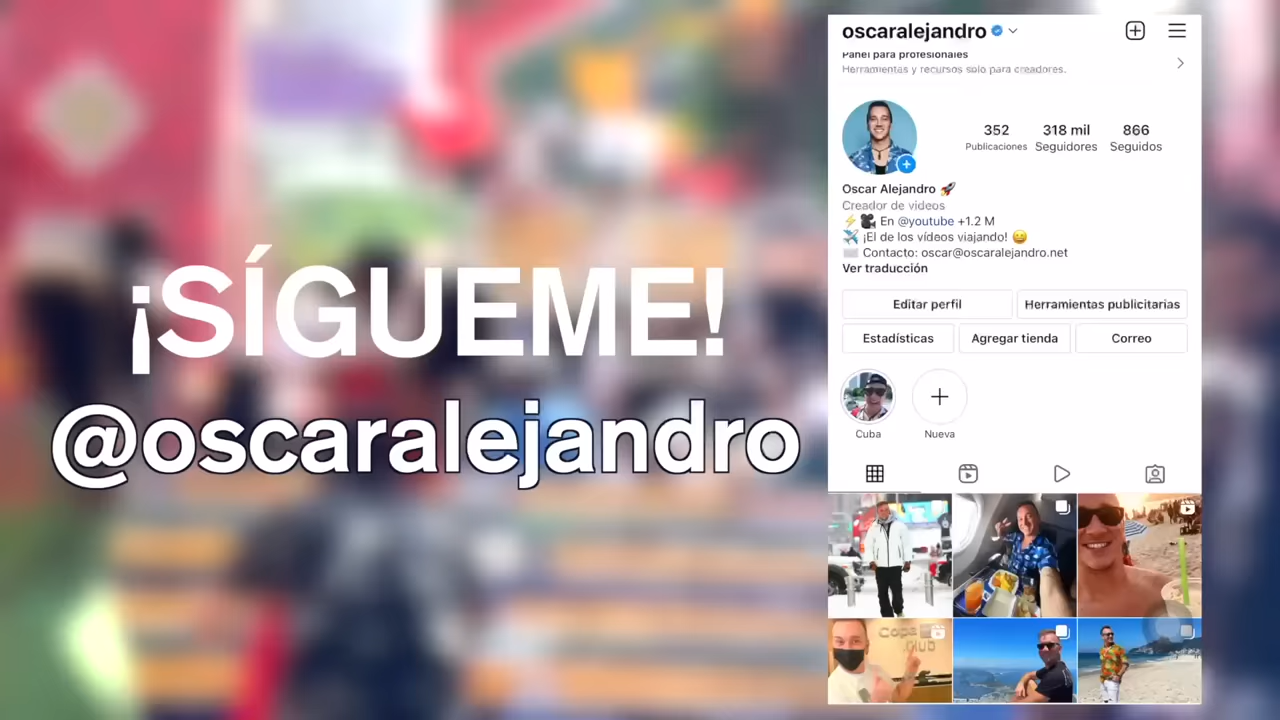 ¡SÍGUEME!
@oscaralejandro
oscaralejandro
Panel para profesionales
Herramientas y recursos solo para creadores.
352 318 mil 866
Publicaciones Seguidores Seguidos
Oscar Alejandro 🚀
Creador de videos
⚡🎥 En @youtube +1.2 M
✈️ ¡El de los vídeos viajando! 😄
📧 Contacto: oscar@oscaralejandro.net
Ver traducción
Editar perfil Herramientas publicitarias
Estadísticas Agregar tienda Correo
Cuba Nueva
Copa
club